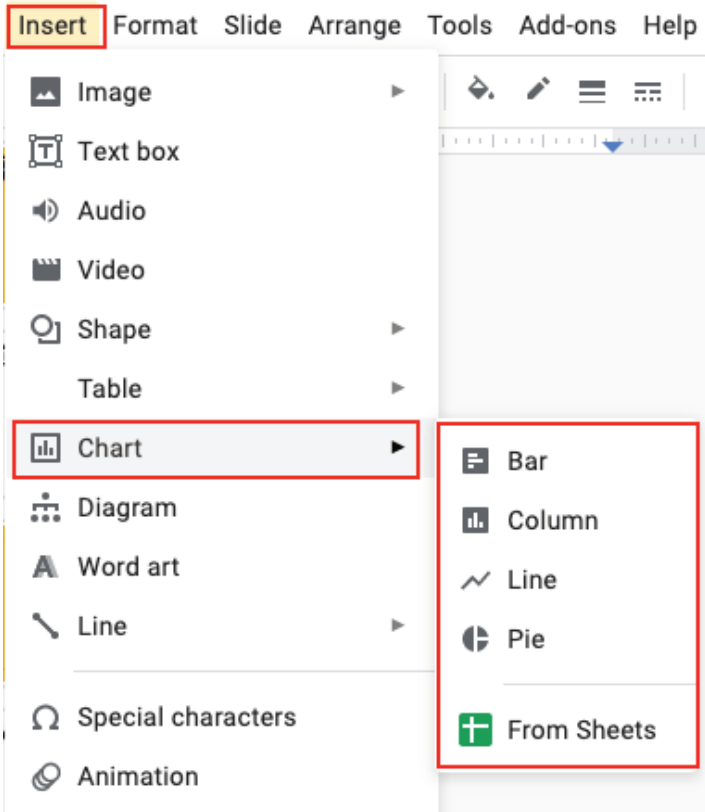 Insert Format Slide Arrange Tools Add-ons Help
Image
Text box
Audio
Video
Shape
Table
Chart
Diagram
Word art
Line
Special characters
Animation
Bar
Column
Line
Pie
From Sheets